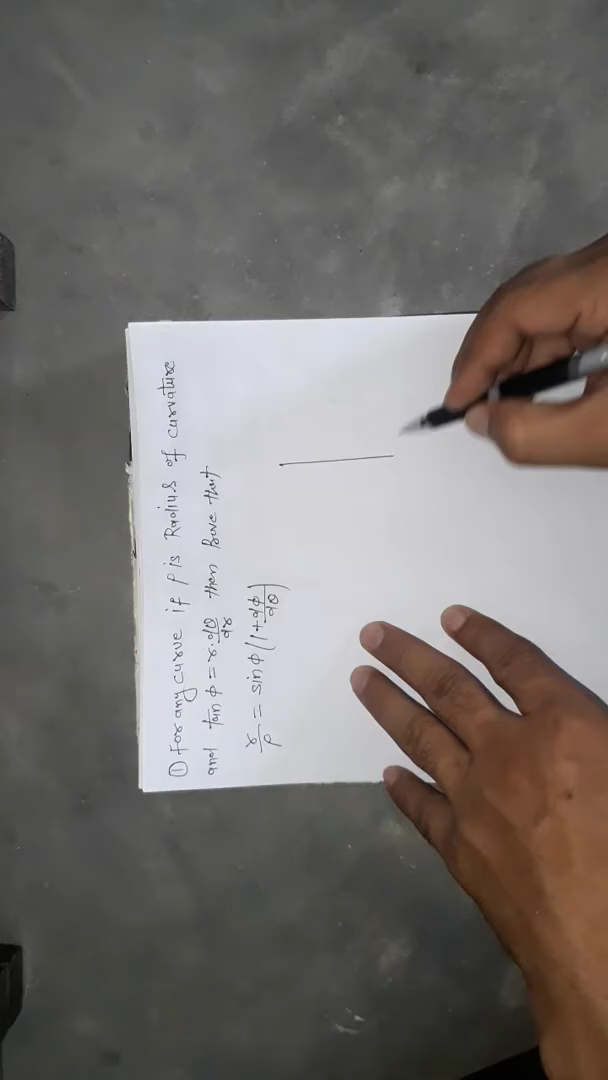 ① For any curve if ρ is Radius of curvature
and tan ϕ = r. dθ/dr then Prove that
r/ρ = sin ϕ (1 + dϕ/dθ)